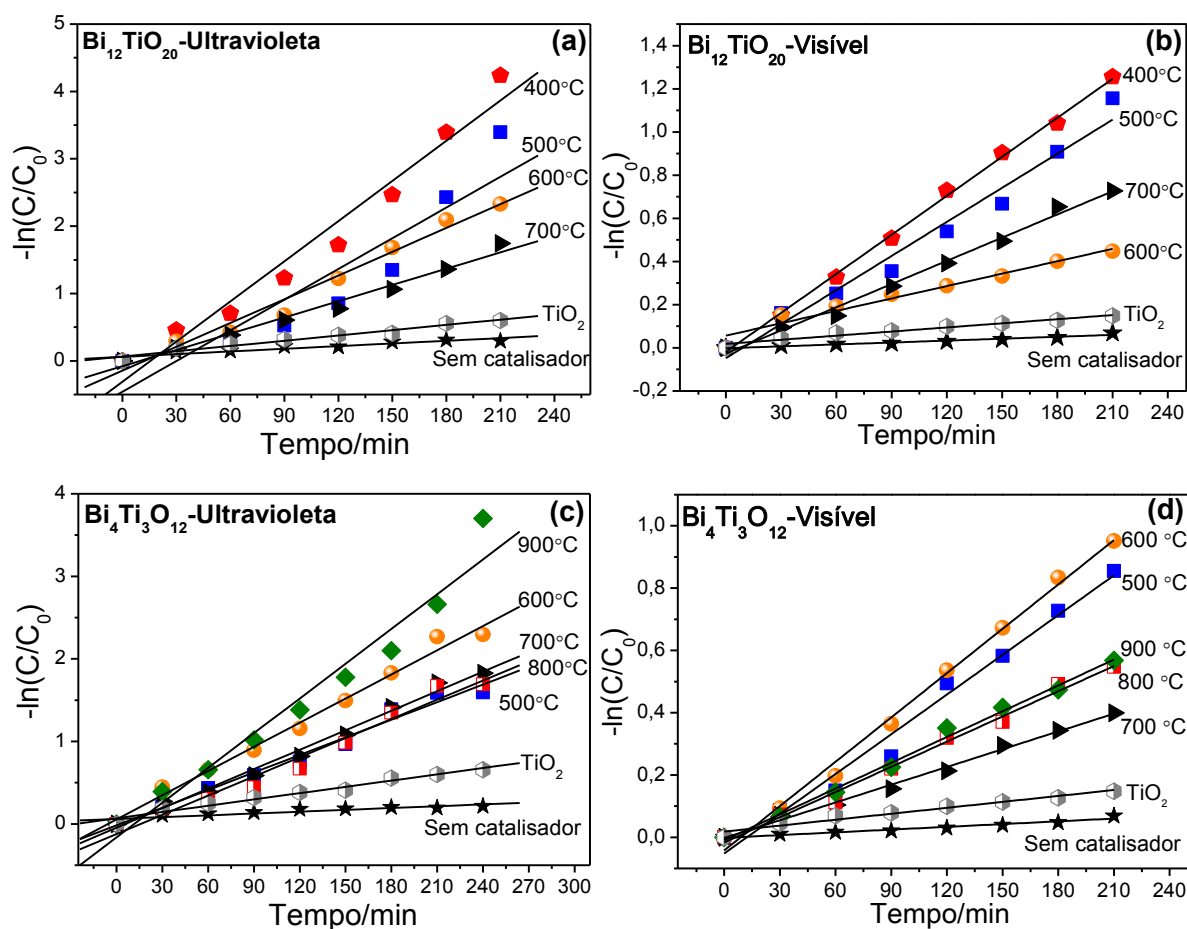 Bi12TiO20-Ultravioleta
(a)
5
4
3
2
1
0
-ln(C/C0)
400°C
500°C
600°C
700°C
TiO2
Sem catalisador
0 30 60 90 120 150 180 210 240
Tempo/min
Bi12TiO20-Visível
(b)
1,4
1,2
1,0
0,8
0,6
0,4
0,2
0,0
-0,2
-ln(C/C0)
400°C
500°C
700°C
600°C
TiO2
Sem catalisador
0 30 60 90 120 150 180 210 240
Tempo/min
Bi4Ti3O12-Ultravioleta
(c)
4
3
2
1
0
-ln(C/C0)
900°C
600°C
700°C
800°C
500°C
TiO2
Sem catalisador
0 30 60 90 120 150 180 210 240 270 300
Tempo/min
Bi4Ti3O12-Visível
(d)
1,0
0,8
0,6
0,4
0,2
0,0
-ln(C/C0)
600 °C
500 °C
900 °C
800 °C
700 °C
TiO2
Sem catalisador
0 30 60 90 120 150 180 210 240
Tempo/min